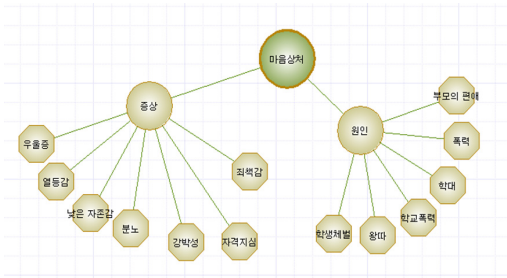 마음상처
증상
원인
우울증
열등감
낮은 자존감
분노
강박성
자격지심
죄책감
부모의 편애
폭력
학대
학교폭력
왕따
학생체벌